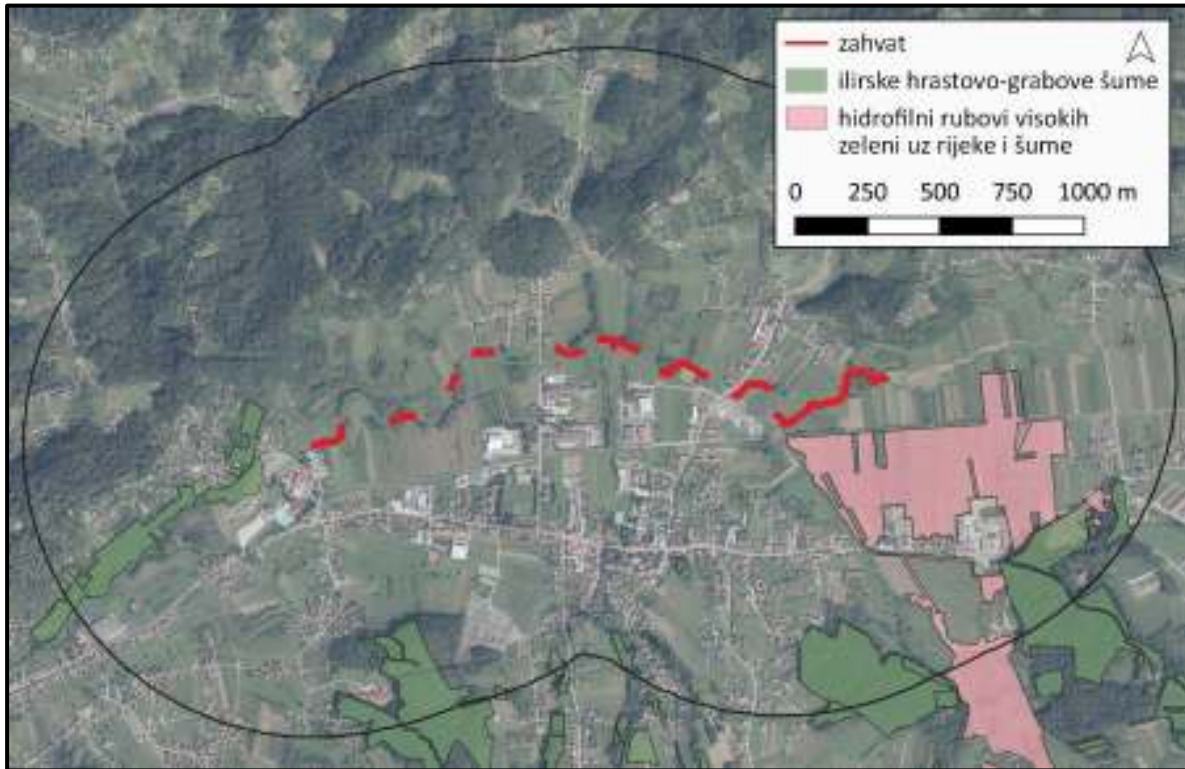 zahvat
ilirske hrastovo-grabove šume
hidrofilni rubovi visokih
zeleni uz rijeke i šume
0 250 500 750 1000 m